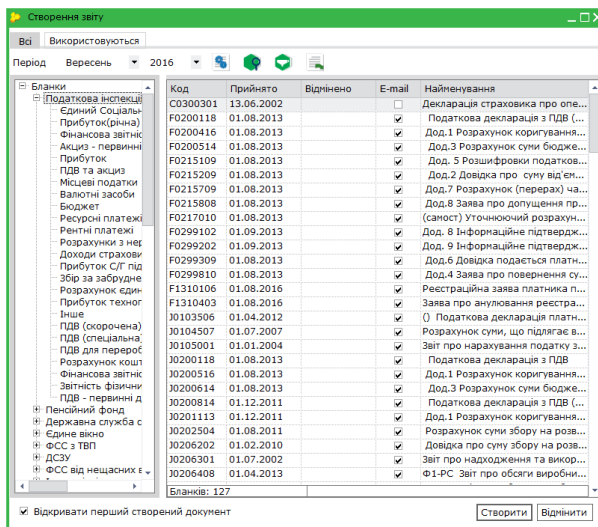 Створення звіту
Всі Використовуються
Період Вересень 2016
Бланки
Податкова інспекці
Єдиний Соціальн
Прибуток(річна)
Фінансова звітніс
Акциз - первинні
Прибуток
ПДВ та акциз
Місцеві податки
Валютні засоби
Бюджет
Ресурсні платежі
Рентні платежі
Розрахунки з нер
Доходи страхови
Прибуток С/Г під
Збір за забрудне
Розрахунок єдин
Прибуток техног
Інше
ПДВ (скорочена)
ПДВ (спеціальна)
ПДВ для перероб
Розрахунок кошт
Фінансова звітніс
Звітність фізични
ПДВ - первинні д
Пенсійний фонд
Державна служба с
Єдине вікно
ФСС з ТВП
ДСЗУ
ФСС від нещасних в
Код Прийнято Відмінено E-mail Найменування
C0300301 13.06.2002 Декларація страховика про опе...
F0200118 01.08.2013 Податкова декларація з ПДВ (...
F0200416 01.08.2013 Дод.1 Розрахунок коригування...
F0200514 01.08.2013 Дод.3 Розрахунок суми бюдже...
F0215109 01.08.2013 Дод. 5 Розшифровки податков...
F0215209 01.08.2013 Дод.2 Довідка про суму від'єм...
F0215709 01.08.2013 Дод.7 Розрахунок (перерах) ча...
F0215808 01.08.2013 Дод.8 Заява про допущення пр...
F0217010 01.08.2013 (самост) Уточнюючий розрахун...
F0299102 01.09.2013 Дод. 8 Інформаційне підтвердж...
F0299202 01.09.2013 Дод. 9 Інформаційне підтвердж...
F0299309 01.08.2013 Дод.6 Довідка подається платн...
F0299810 01.08.2013 Дод.4 Заява про повернення су...
F1310106 01.08.2016 Реєстраційна заява платника п...
F1310403 01.08.2016 Заява про анулювання реєстра...
J0103506 01.04.2012 () Податкова декларація платн...
J0104507 01.07.2007 Розрахунок суми, що підлягає в...
J0105001 01.01.2004 Звіт про нарахування податку з...
J0200118 01.08.2013 Податкова декларація з ПДВ
J0200516 01.08.2013 Дод.1 Розрахунок коригування...
J0200614 01.08.2013 Дод.3 Розрахунок суми бюдже...
J0200814 01.12.2011 Податкова декларація з ПДВ (...
J0201113 01.12.2011 Дод.1 Розрахунок коригування...
J0202504 01.08.2011 Розрахунок суми збору на розв...
J0206202 01.02.2010 Довідка про суму збору на розв...
J0206301 01.07.2002 Звіт про надходження та викор...
J0206408 01.04.2013 Ф1-РС Звіт про обсяги виробни...
Бланків: 127
Відкривати перший створений документ Створити Відмінити